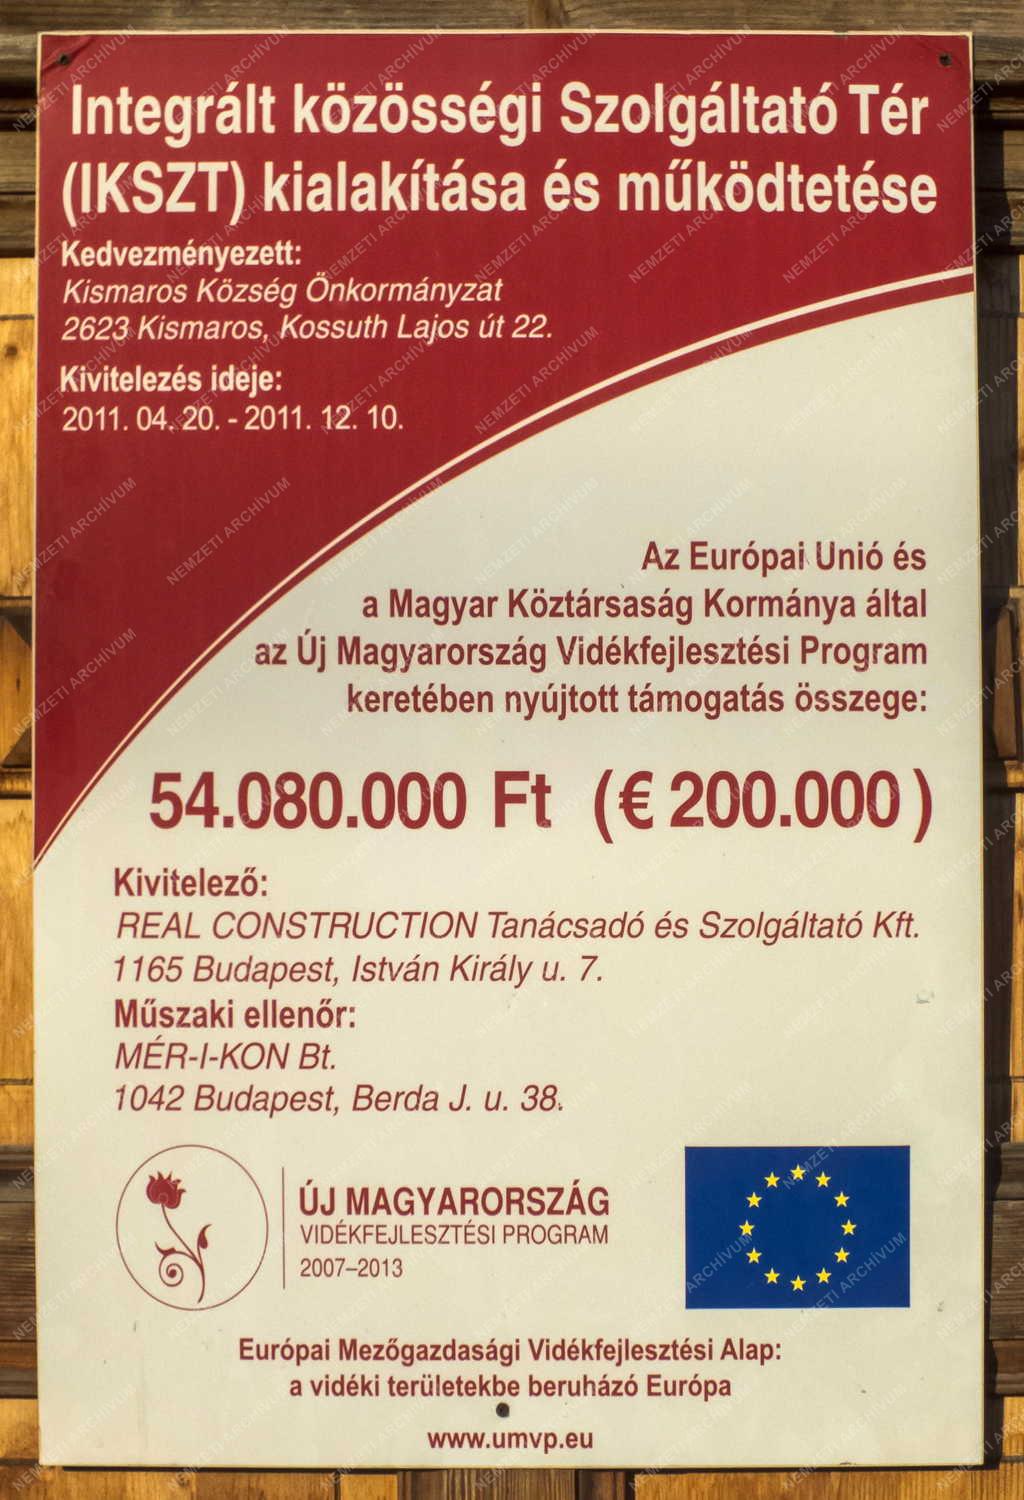 Integrált közösségi Szolgáltató Tér
(IKSZT) kialakítása és működtetése
Kedvezményezett:
Kismaros Község Önkormányzat
2623 Kismaros, Kossuth Lajos út 22.
Kivitelezés ideje:
2011. 04. 20. - 2011. 12. 10.
Az Európai Unió és
a Magyar Köztársaság Kormánya által
az Új Magyarország Vidékfejlesztési Program
keretében nyújtott támogatás összege:
54.080.000 Ft (€ 200.000)
Kivitelező:
REAL CONSTRUCTION Tanácsadó és Szolgáltató Kft.
1165 Budapest, István Király u. 7.
Műszaki ellenőr:
MÉR-I-KON Bt.
1042 Budapest, Berda J. u. 38.
ÚJ MAGYARORSZÁG
VIDÉKFEJLESZTÉSI PROGRAM
2007–2013
Európai Mezőgazdasági Vidékfejlesztési Alap:
a vidéki területekbe beruházó Európa
www.umvp.eu
NEMZETI ARCHÍVUM